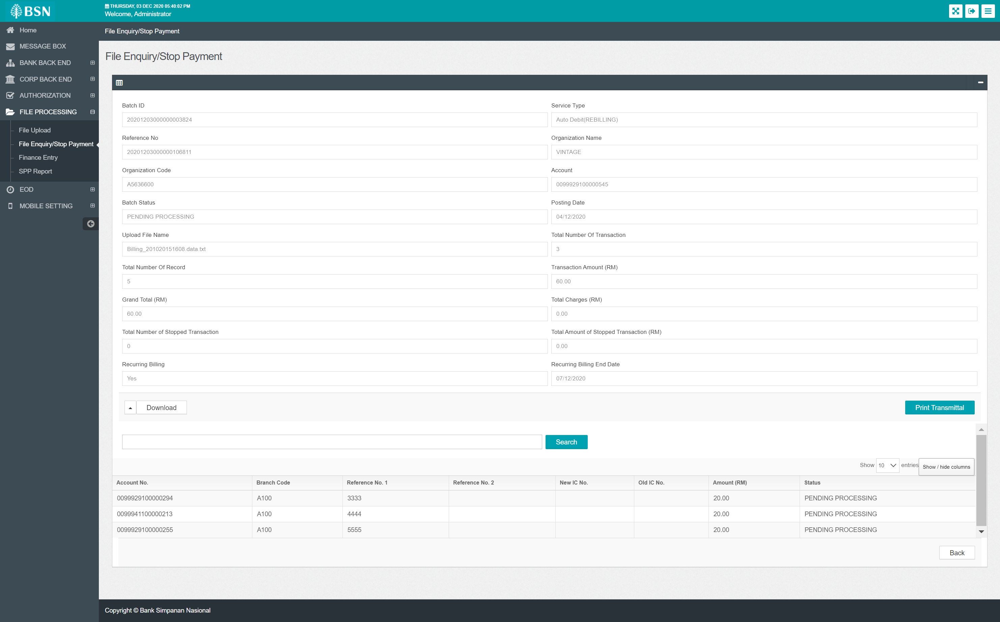 BSN
THURSDAY, 03 DEC 2020 05:40:02 PM
Welcome, Administrator
Home
MESSAGE BOX
BANK BACK END
CORP BACK END
AUTHORIZATION
FILE PROCESSING
File Upload
File Enquiry/Stop Payment
Finance Entry
SPP Report
EOD
MOBILE SETTING
File Enquiry/Stop Payment
File Enquiry/Stop Payment
Batch ID
20201203000000003824
Service Type
Auto Debit(REBILLING)
Reference No
20201203000000106811
Organization Name
VINTAGE
Organization Code
A5636600
Account
0099929100000545
Batch Status
PENDING PROCESSING
Posting Date
04/12/2020
Upload File Name
Billing_201020151608.data.txt
Total Number Of Transaction
3
Total Number Of Record
5
Transaction Amount (RM)
60.00
Grand Total (RM)
60.00
Total Charges (RM)
0.00
Total Number of Stopped Transaction
0
Total Amount of Stopped Transaction (RM)
0.00
Recurring Billing
Yes
Recurring Billing End Date
07/12/2020
Download
Print Transmittal
Search
Show 10 entries Show / hide columns
Account No. Branch Code Reference No. 1 Reference No. 2 New IC No. Old IC No. Amount (RM) Status
0099929100000294 A100 3333 20.00 PENDING PROCESSING
0099941100000213 A100 4444 20.00 PENDING PROCESSING
0099929100000255 A100 5555 20.00 PENDING PROCESSING
Back
Copyright © Bank Simpanan Nasional